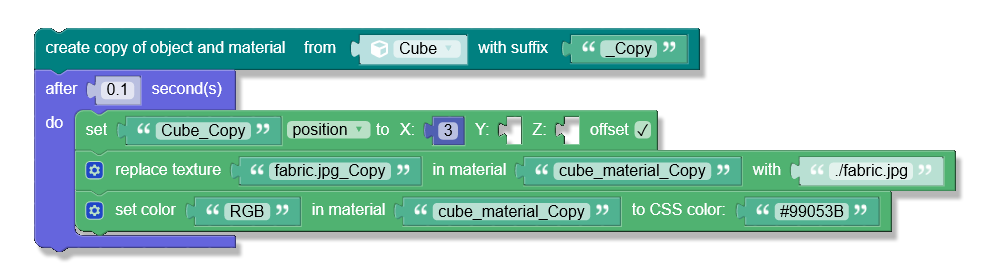 create copy of object and material from Cube with suffix “ _Copy ”
after 0.1 second(s)
do set “ Cube_Copy ” position to X: 3 Y: Z: offset ✓
replace texture “ fabric.jpg_Copy ” in material “ cube_material_Copy ” with “ ./fabric.jpg ”
set color “ RGB ” in material “ cube_material_Copy ” to CSS color: “ #99053B ”